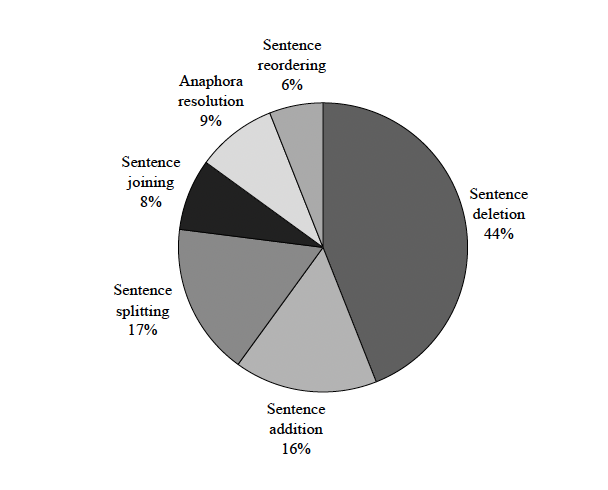 Sentence
reordering
6%
Anaphora
resolution
9%
Sentence
joining
8%
Sentence
deletion
44%
Sentence
splitting
17%
Sentence
addition
16%